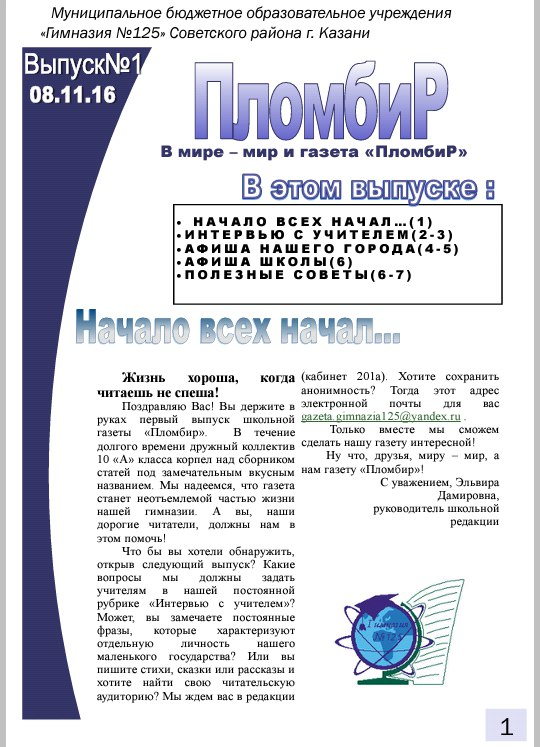 Муниципальное бюджетное образовательное учреждения
«Гимназия №125» Советского района г. Казани
Выпуск№1
08.11.16
ПломбиР
В мире – мир и газета «ПломбиР»
В этом выпуске :
• НАЧАЛО ВСЕХ НАЧАЛ…(1)
• ИНТЕРВЬЮ С УЧИТЕЛЕМ(2-3)
• АФИША НАШЕГО ГОРОДА(4-5)
• АФИША ШКОЛЫ(6)
• ПОЛЕЗНЫЕ СОВЕТЫ(6-7)
Начало всех начал...
Жизнь хороша, когда
читаешь не спеша!
Поздравляю Вас! Вы держите в
руках первый выпуск школьной
газеты «Пломбир». В течение
долгого времени дружный коллектив
10 «А» класса корпел над сборником
статей под замечательным вкусным
названием. Мы надеемся, что газета
станет неотъемлемой частью жизни
нашей гимназии. А вы, наши
дорогие читатели, должны нам в
этом помочь!
Что бы вы хотели обнаружить,
открыв следующий выпуск? Какие
вопросы мы должны задать
учителям в нашей постоянной
рубрике «Интервью с учителем»?
Может, вы замечаете постоянные
фразы, которые характеризуют
отдельную личность нашего
маленького государства? Или вы
пишите стихи, сказки или рассказы и
хотите найти свою читательскую
аудиторию? Мы ждем вас в редакции
(кабинет 201а). Хотите сохранить
анонимность? Тогда этот адрес
электронной почты для вас
gazeta.gimnazia125@yandex.ru .
Только вместе мы сможем
сделать нашу газету интересной!
Ну что, друзья, миру – мир, а
нам газету «Пломбир»!
С уважением, Эльвира
Дамировна,
руководитель школьной
редакции
Гимназия
№125
1